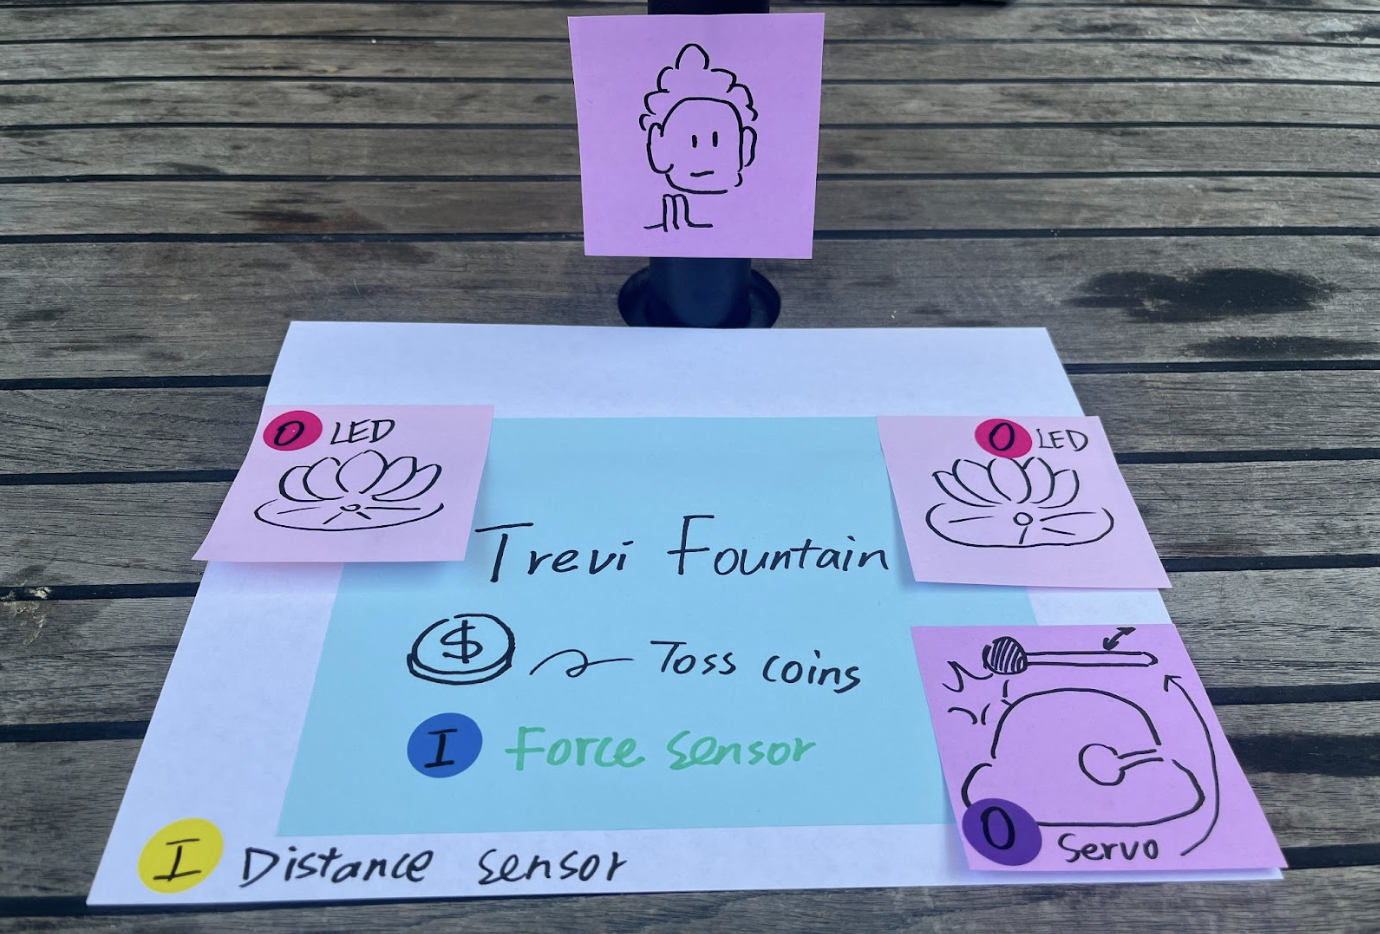 O LED
O LED
Trevi Fountain
$
Toss coins
I Force sensor
O Servo
I Distance sensor